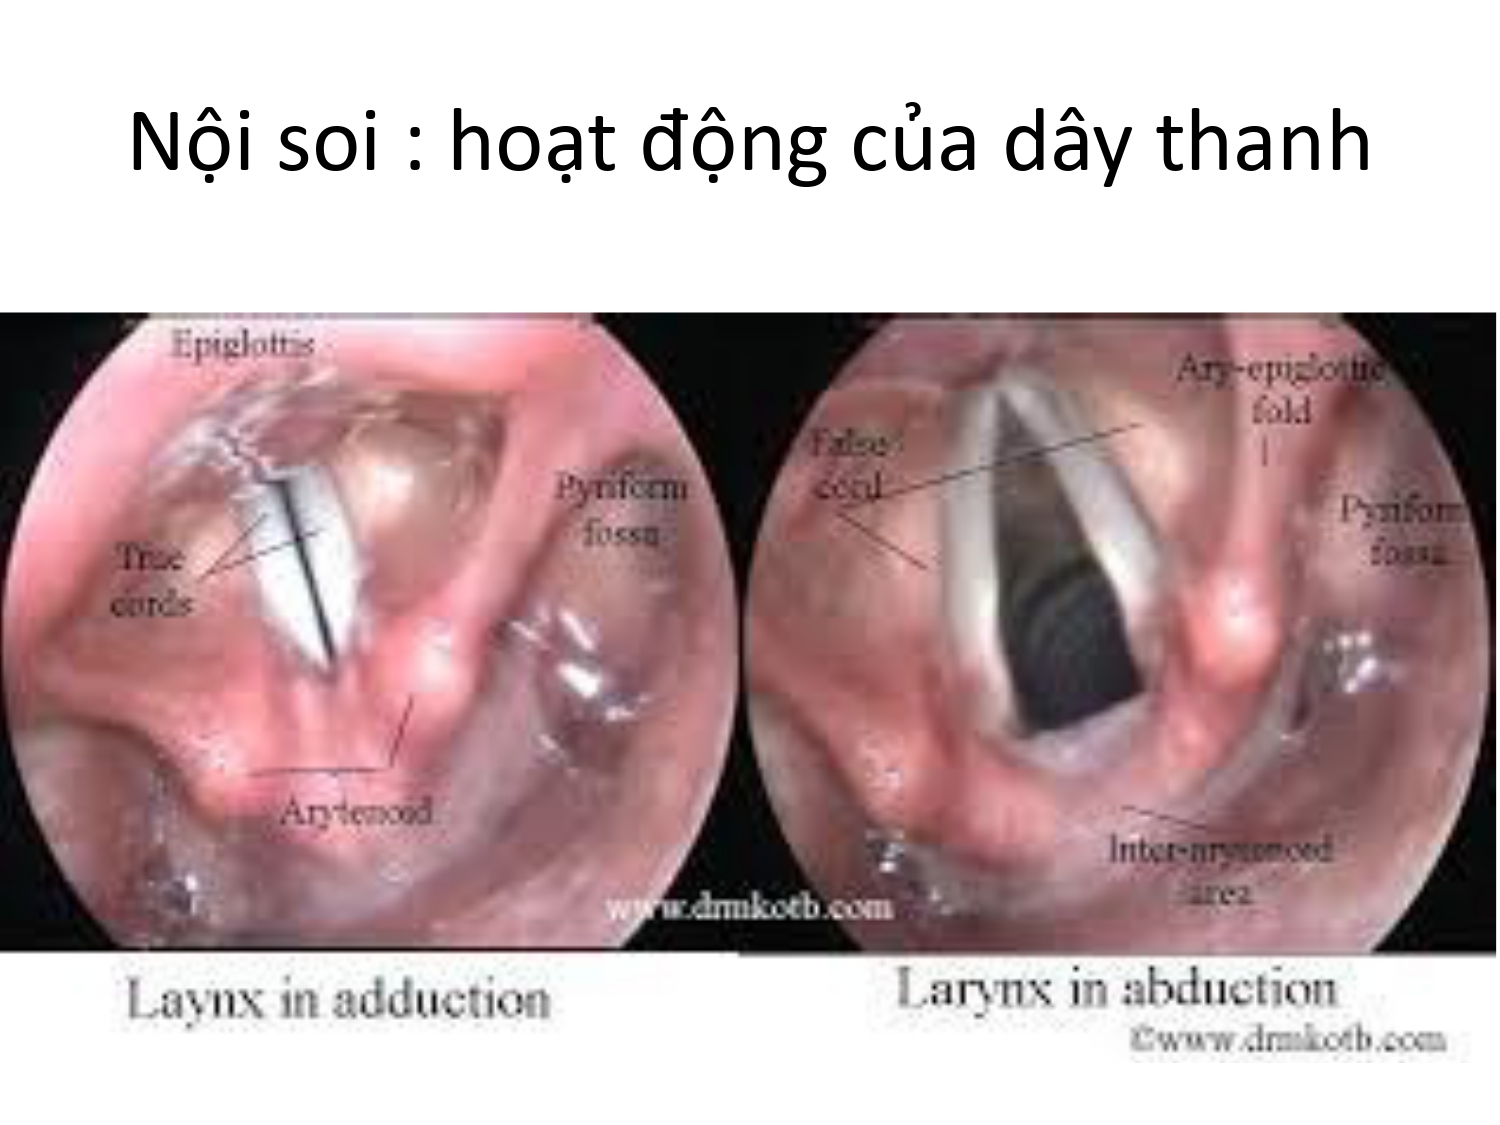 Nội soi : hoạt động của dây thanh
Epiglottis
True
cords
Pyriform
fossa
Arytenoid
www.drmkotb.com
Laynx in adduction
False
cord
Ary-epiglottic
fold
Pyriform
fossa
Inter-arytenoid
area
Larynx in abduction
©www.drmkotb.com